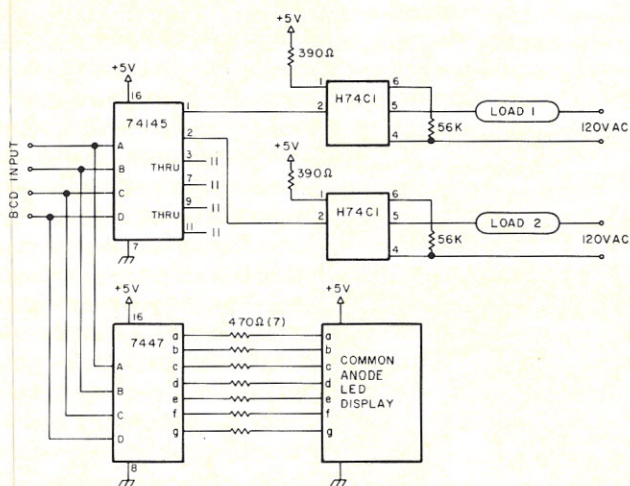 +5V
390Ω
+5V
16
74145
A
B
C
D
7
BCD INPUT
1
2
3
THRU
7
9
THRU
11
11
11
11
11
1
2
H74C1
6
5
4
56K
LOAD 1
120VAC
+5V
390Ω
1
2
H74C1
6
5
4
56K
LOAD 2
120VAC
+5V
16
7447
A
B
C
D
8
a
b
c
d
e
f
g
470Ω(7)
+5V
a
b
c
d
e
f
g
COMMON
ANODE
LED
DISPLAY